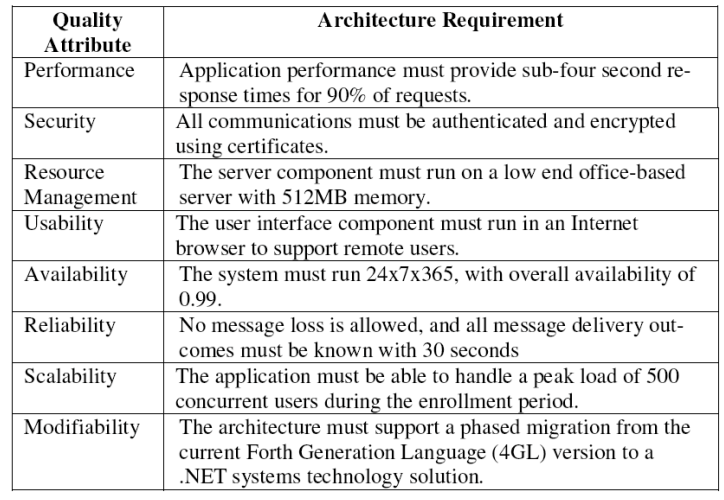 Quality Architecture Requirement
Attribute
Performance Application performance must provide sub-four second re-
sponse times for 90% of requests.
Security All communications must be authenticated and encrypted
using certificates.
Resource The server component must run on a low end office-based
Management server with 512MB memory.
Usability The user interface component must run in an Internet
browser to support remote users.
Availability The system must run 24x7x365, with overall availability of
0.99.
Reliability No message loss is allowed, and all message delivery out-
comes must be known with 30 seconds
Scalability The application must be able to handle a peak load of 500
concurrent users during the enrollment period.
Modifiability The architecture must support a phased migration from the
current Forth Generation Language (4GL) version to a
.NET systems technology solution.